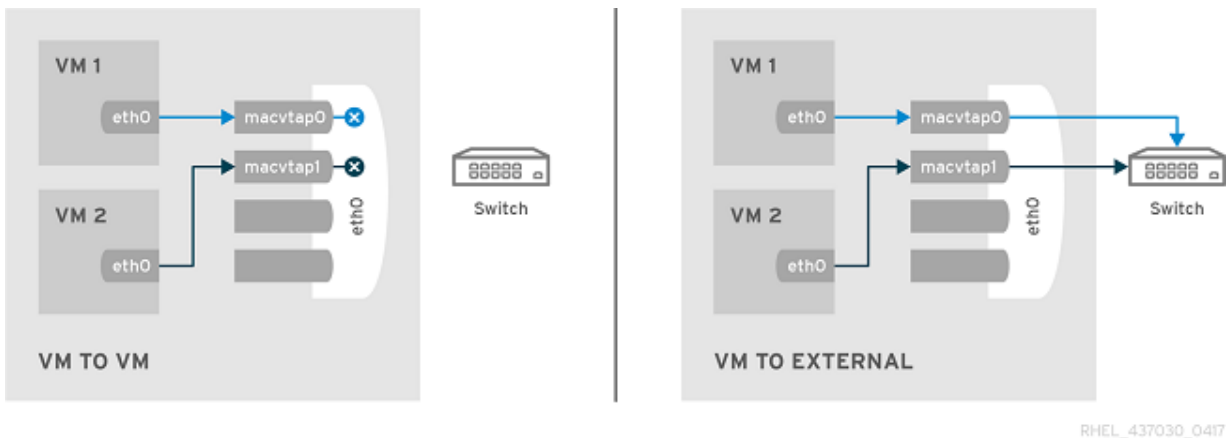 VM 1
eth0
macvtap0
macvtap1
VM 2
eth0
eth0
Switch
VM TO VM
VM 1
eth0
macvtap0
macvtap1
VM 2
eth0
eth0
Switch
VM TO EXTERNAL
RHEL_437030_0417